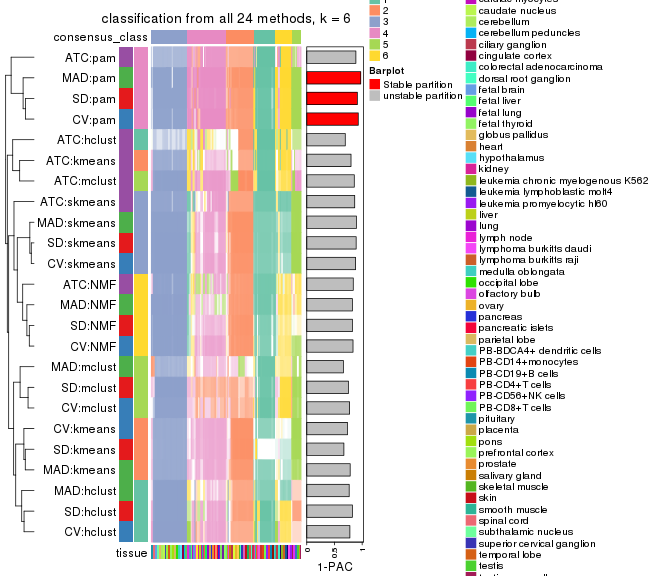 classification from all 24 methods, k = 6
consensus_class
ATC:pam
MAD:pam
SD:pam
CV:pam
ATC:hclust
ATC:kmeans
ATC:mclust
ATC:skmeans
MAD:skmeans
SD:skmeans
CV:skmeans
ATC:NMF
MAD:NMF
SD:NMF
CV:NMF
MAD:mclust
SD:mclust
CV:mclust
CV:kmeans
SD:kmeans
MAD:kmeans
MAD:hclust
SD:hclust
CV:hclust
tissue
0
0.5
1
1-PAC
2
3
4
5
6
Barplot
Stable partition
unstable partition
caudate nucleus
cerebellum
cerebellum peduncles
ciliary ganglion
cingulate cortex
colorectal adenocarcinoma
dorsal root ganglion
fetal brain
fetal liver
fetal lung
fetal thyroid
globus pallidus
heart
hypothalamus
kidney
leukemia chronic myelogenous K562
leukemia lymphoblastic molt4
leukemia promyelocytic hl60
liver
lung
lymph node
lymphoma burkitts daudi
lymphoma burkitts raji
medulla oblongata
occipital lobe
olfactory bulb
ovary
pancreas
pancreatic islets
parietal lobe
PB-BDCA4+ dendritic cells
PB-CD14+monocytes
PB-CD19+B cells
PB-CD4+T cells
PB-CD56+NK cells
PB-CD8+T cells
pituitary
placenta
pons
prefrontal cortex
prostate
salivary gland
skeletal muscle
skin
smooth muscle
spinal cord
subthalamic nucleus
superior cervical ganglion
temporal lobe
testis